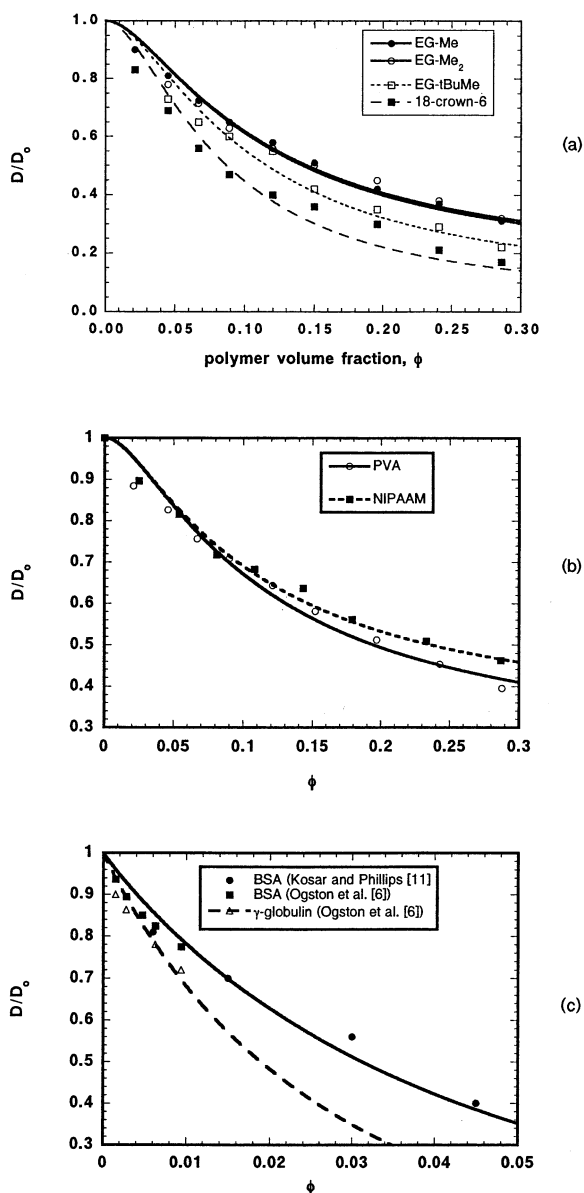 1.0
EG-Me
EG-Me₂
0.8
EG-tBuMe
18-crown-6
0.6
D/Dₒ
(a)
0.4
0.2
0.0
0.00 0.05 0.10 0.15 0.20 0.25 0.30
polymer volume fraction, ϕ
1
PVA
0.9
NIPAAM
0.8
0.7
D/Dₒ
(b)
0.6
0.5
0.4
0.3
0 0.05 0.1 0.15 0.2 0.25 0.3
ϕ
1
BSA (Kosar and Phillips [11]
0.9
BSA (Ogston et al. [6])
γ-globulin (Ogston et al. [6])
0.8
0.7
D/Dₒ
(c)
0.6
0.5
0.4
0.3
0 0.01 0.02 0.03 0.04 0.05
ϕ